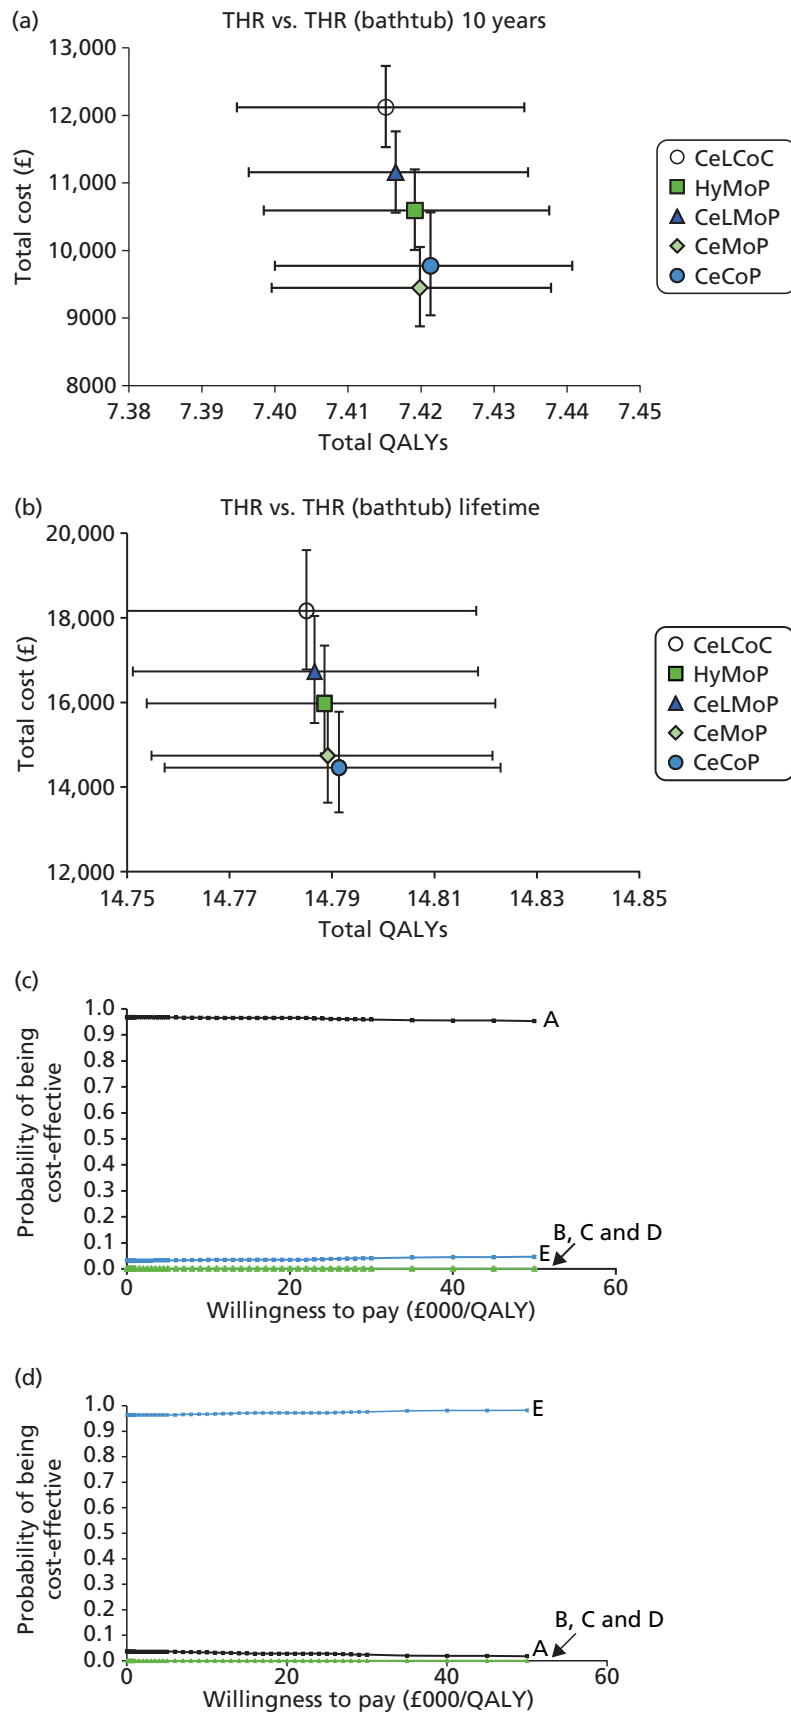 (a)
THR vs. THR (bathtub) 10 years
13,000
12,000
11,000
10,000
9000
8000
Total cost (£)
7.38 7.39 7.40 7.41 7.42 7.43 7.44 7.45
Total QALYs
CeLCoC
HyMoP
CeLMoP
CeMoP
CeCoP
(b)
THR vs. THR (bathtub) lifetime
20,000
18,000
16,000
14,000
12,000
Total cost (£)
14.75 14.77 14.79 14.81 14.83 14.85
Total QALYs
CeLCoC
HyMoP
CeLMoP
CeMoP
CeCoP
(c)
1.0
0.9
0.8
0.7
0.6
0.5
0.4
0.3
0.2
0.1
0.0
Probability of being
cost-effective
A
B, C and D
E
0 20 40 60
Willingness to pay (£000/QALY)
(d)
1.0
0.9
0.8
0.7
0.6
0.5
0.4
0.3
0.2
0.1
0.0
Probability of being
cost-effective
E
B, C and D
A
0 20 40 60
Willingness to pay (£000/QALY)